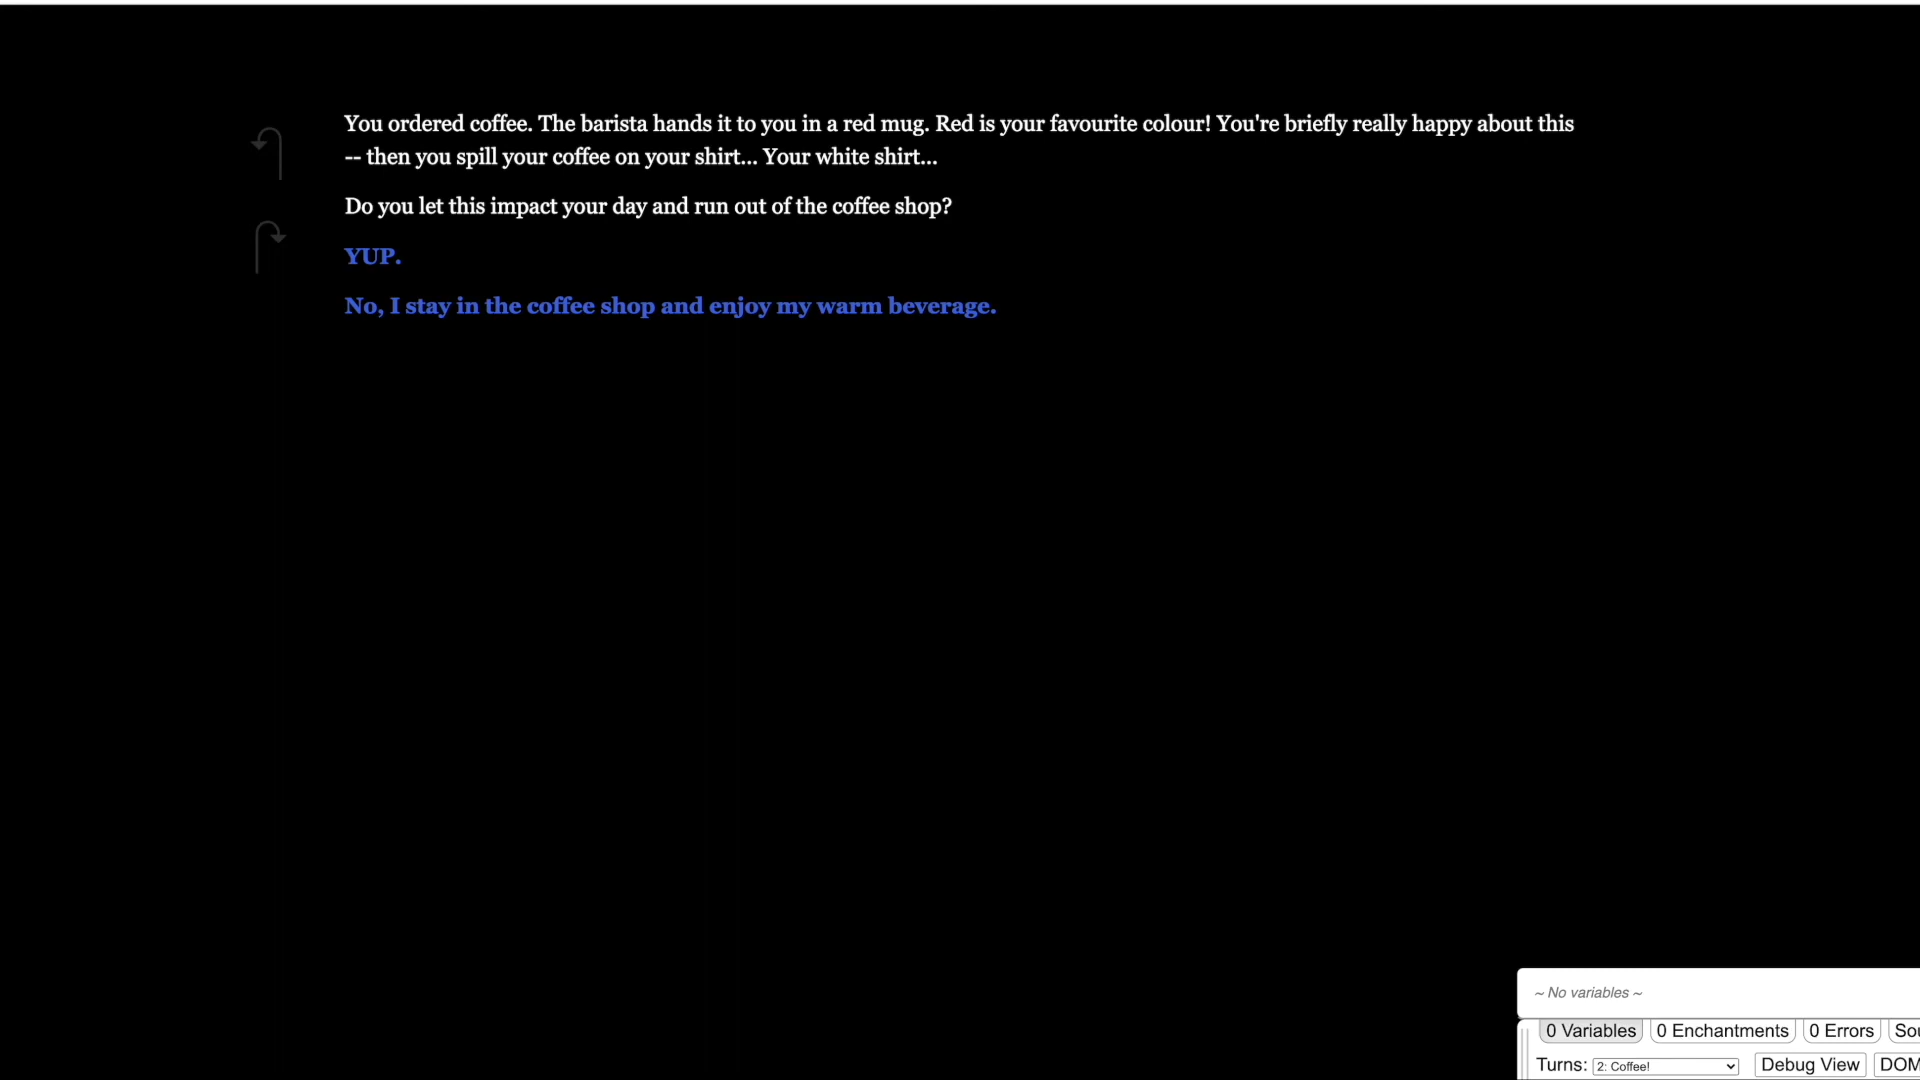 You ordered coffee. The barista hands it to you in a red mug. Red is your favourite colour! You're briefly really happy about this
-- then you spill your coffee on your shirt... Your white shirt...
Do you let this impact your day and run out of the coffee shop?
YUP.
No, I stay in the coffee shop and enjoy my warm beverage.
~ No variables ~
0 Variables 0 Enchantments 0 Errors
Turns: 2: Coffee! Debug View DOM